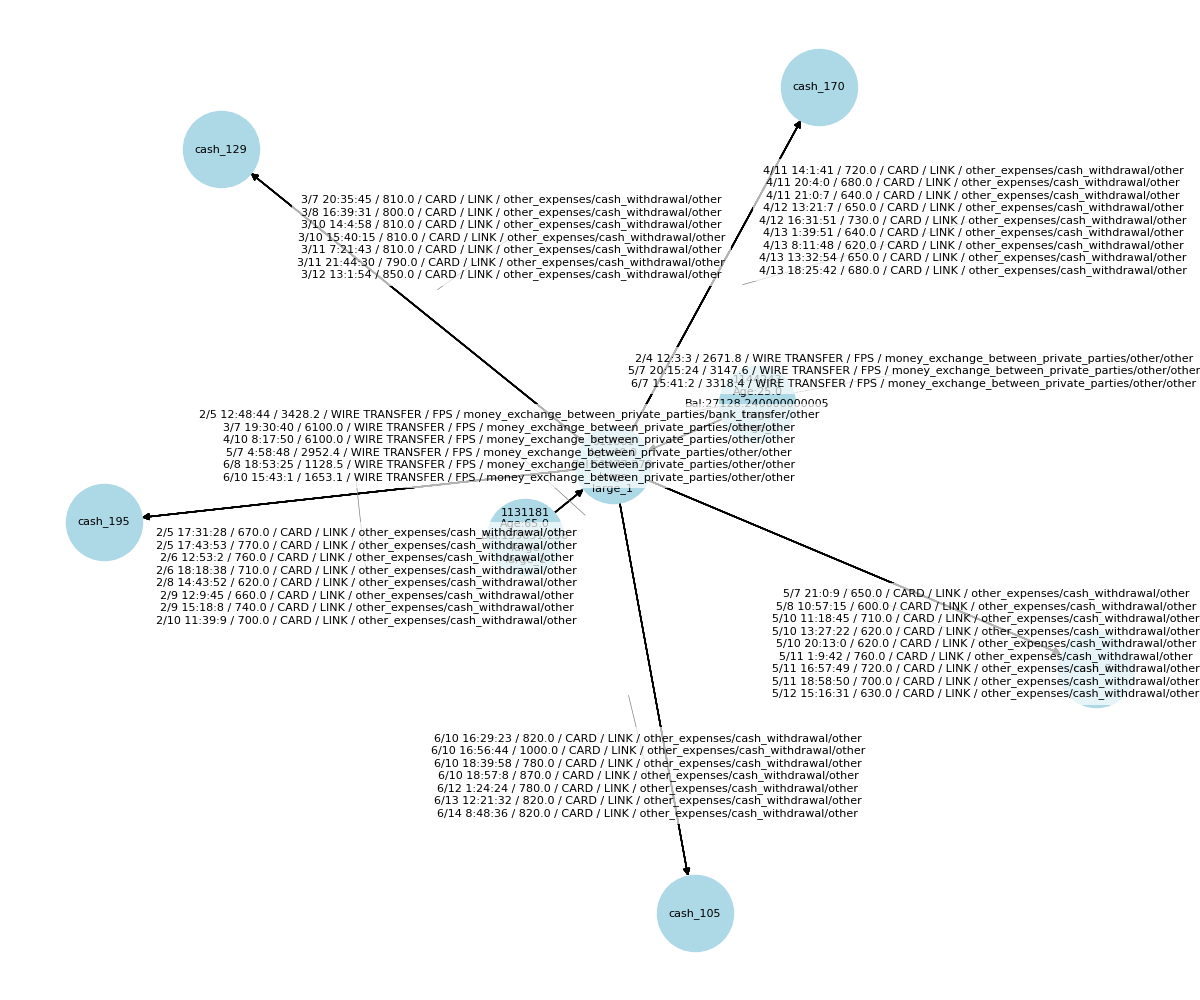 cash_170
cash_129
4/11 14:1:41 / 720.0 / CARD / LINK / other_expenses/cash_withdrawal/other
4/11 20:4:0 / 680.0 / CARD / LINK / other_expenses/cash_withdrawal/other
4/11 21:0:7 / 640.0 / CARD / LINK / other_expenses/cash_withdrawal/other
4/12 13:21:7 / 650.0 / CARD / LINK / other_expenses/cash_withdrawal/other
4/12 16:31:51 / 730.0 / CARD / LINK / other_expenses/cash_withdrawal/other
4/13 1:39:51 / 640.0 / CARD / LINK / other_expenses/cash_withdrawal/other
4/13 8:11:48 / 620.0 / CARD / LINK / other_expenses/cash_withdrawal/other
4/13 13:32:54 / 650.0 / CARD / LINK / other_expenses/cash_withdrawal/other
4/13 18:25:42 / 680.0 / CARD / LINK / other_expenses/cash_withdrawal/other
3/7 20:35:45 / 810.0 / CARD / LINK / other_expenses/cash_withdrawal/other
3/8 16:39:31 / 800.0 / CARD / LINK / other_expenses/cash_withdrawal/other
3/10 14:4:58 / 810.0 / CARD / LINK / other_expenses/cash_withdrawal/other
3/10 15:40:15 / 840.0 / CARD / LINK / other_expenses/cash_withdrawal/other
3/11 7:21:43 / 810.0 / CARD / LINK / other_expenses/cash_withdrawal/other
3/11 21:44:30 / 790.0 / CARD / LINK / other_expenses/cash_withdrawal/other
3/12 13:1:54 / 850.0 / CARD / LINK / other_expenses/cash_withdrawal/other
2/4 12:3:3 / 2671.8 / WIRE TRANSFER / FPS / money_exchange_between_private_parties/other/other
5/7 20:15:24 / 3147.6 / WIRE TRANSFER / FPS / money_exchange_between_private_parties/other/other
6/7 15:41:2 / 3318.4 / WIRE TRANSFER / FPS / money_exchange_between_private_parties/other/other
Age:25.0
Bal:27128.240000000005
2/5 12:48:44 / 3428.2 / WIRE TRANSFER / FPS / money_exchange_between_private_parties/bank_transfer/other
3/7 19:30:40 / 6100.0 / WIRE TRANSFER / FPS / money_exchange_between_private_parties/other/other
4/10 8:17:50 / 6100.0 / WIRE TRANSFER / FPS / money_exchange_between_private_parties/other/other
5/7 4:58:48 / 2952.4 / WIRE TRANSFER / FPS / money_exchange_between_private_parties/other/other
6/8 18:53:25 / 1128.5 / WIRE TRANSFER / FPS / money_exchange_between_private_parties/other/other
6/10 15:43:1 / 1653.1 / WIRE TRANSFER / FPS / money_exchange_between_private_parties/other/other
large_1
1131181
Age:65.0
cash_195
2/5 17:31:28 / 670.0 / CARD / LINK / other_expenses/cash_withdrawal/other
2/5 17:43:53 / 770.0 / CARD / LINK / other_expenses/cash_withdrawal/other
2/6 12:53:2 / 760.0 / CARD / LINK / other_expenses/cash_withdrawal/other
2/6 18:18:38 / 710.0 / CARD / LINK / other_expenses/cash_withdrawal/other
2/8 14:43:52 / 620.0 / CARD / LINK / other_expenses/cash_withdrawal/other
2/9 12:9:45 / 660.0 / CARD / LINK / other_expenses/cash_withdrawal/other
2/9 15:18:8 / 740.0 / CARD / LINK / other_expenses/cash_withdrawal/other
2/10 11:39:9 / 700.0 / CARD / LINK / other_expenses/cash_withdrawal/other
5/7 21:0:9 / 650.0 / CARD / LINK / other_expenses/cash_withdrawal/other
5/8 10:57:15 / 600.0 / CARD / LINK / other_expenses/cash_withdrawal/other
5/10 11:18:45 / 710.0 / CARD / LINK / other_expenses/cash_withdrawal/other
5/10 13:27:22 / 620.0 / CARD / LINK / other_expenses/cash_withdrawal/other
5/10 20:13:0 / 620.0 / CARD / LINK / other_expenses/cash_withdrawal/other
5/11 1:9:42 / 760.0 / CARD / LINK / other_expenses/cash_withdrawal/other
5/11 16:57:49 / 720.0 / CARD / LINK / other_expenses/cash_withdrawal/other
5/11 18:58:50 / 700.0 / CARD / LINK / other_expenses/cash_withdrawal/other
5/12 15:16:31 / 630.0 / CARD / LINK / other_expenses/cash_withdrawal/other
6/10 16:29:23 / 820.0 / CARD / LINK / other_expenses/cash_withdrawal/other
6/10 16:56:44 / 1000.0 / CARD / LINK / other_expenses/cash_withdrawal/other
6/10 18:39:58 / 780.0 / CARD / LINK / other_expenses/cash_withdrawal/other
6/10 18:57:8 / 870.0 / CARD / LINK / other_expenses/cash_withdrawal/other
6/12 1:24:24 / 780.0 / CARD / LINK / other_expenses/cash_withdrawal/other
6/13 12:21:32 / 820.0 / CARD / LINK / other_expenses/cash_withdrawal/other
6/14 8:48:36 / 820.0 / CARD / LINK / other_expenses/cash_withdrawal/other
cash_105